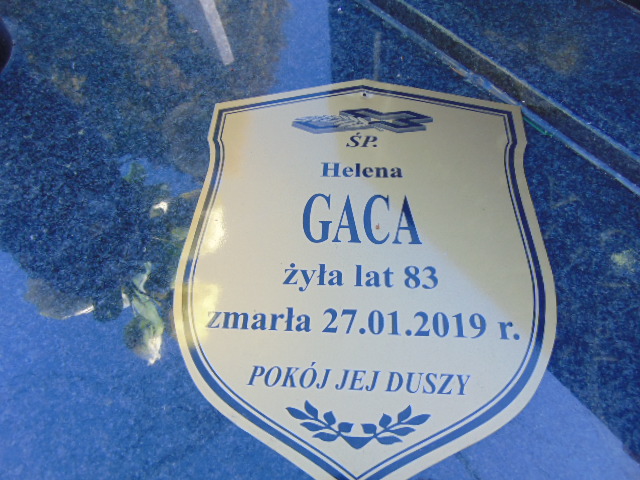 ŚP.
Helena
GACA
żyła lat 83
zmarła 27.01.2019 r.
POKÓJ JEJ DUSZY